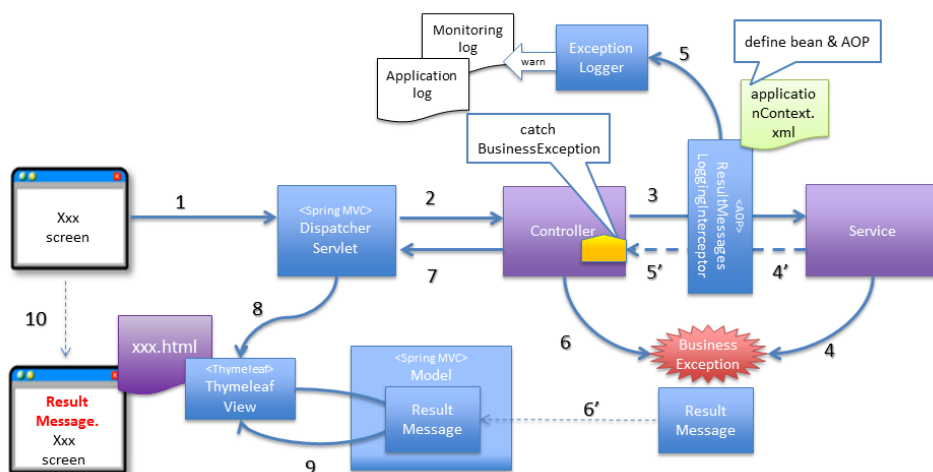 Monitoring
log
Application
log
warn
Exception
Logger
5
define bean & AOP
applicatio
nContext.
xml
catch
BusinessException
Xxx
screen
1
<Spring MVC>
Dispatcher
Servlet
2
7
Controller
3
5’
<AOP>
ResultMessages
LoggingInterceptor
4’
Service
10
8
6
Business
Exception
4
xxx.html
<Thymeleaf>
Thymeleaf
View
<Spring MVC>
Model
Result
Message
6’
Result
Message
9
Result
Message.
Xxx
screen